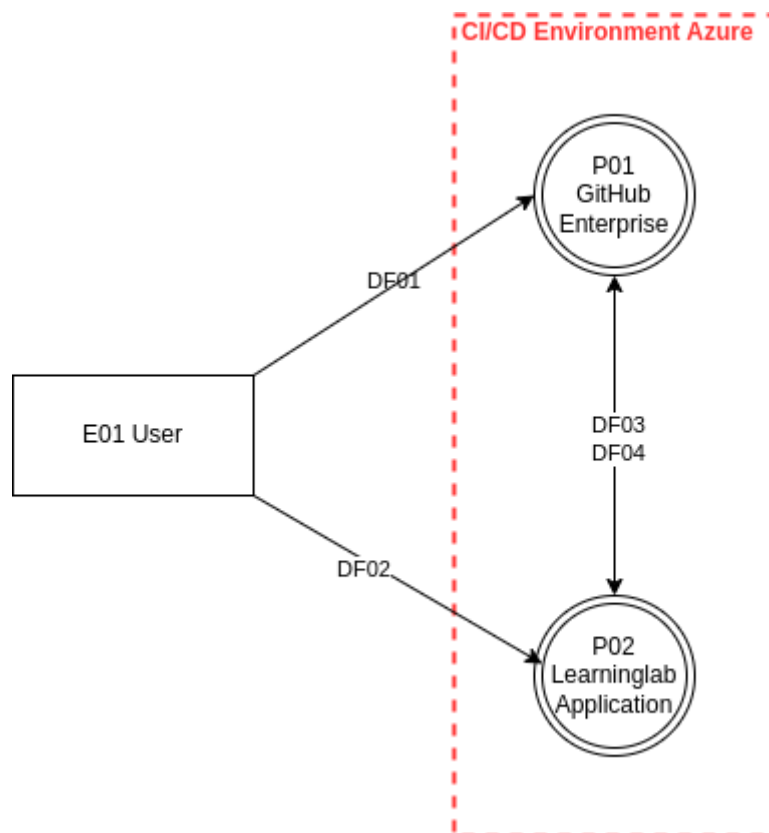 CI/CD Environment Azure
P01
GitHub
Enterprise
DF01
E01 User
DF03
DF04
DF02
P02
Learninglab
Application